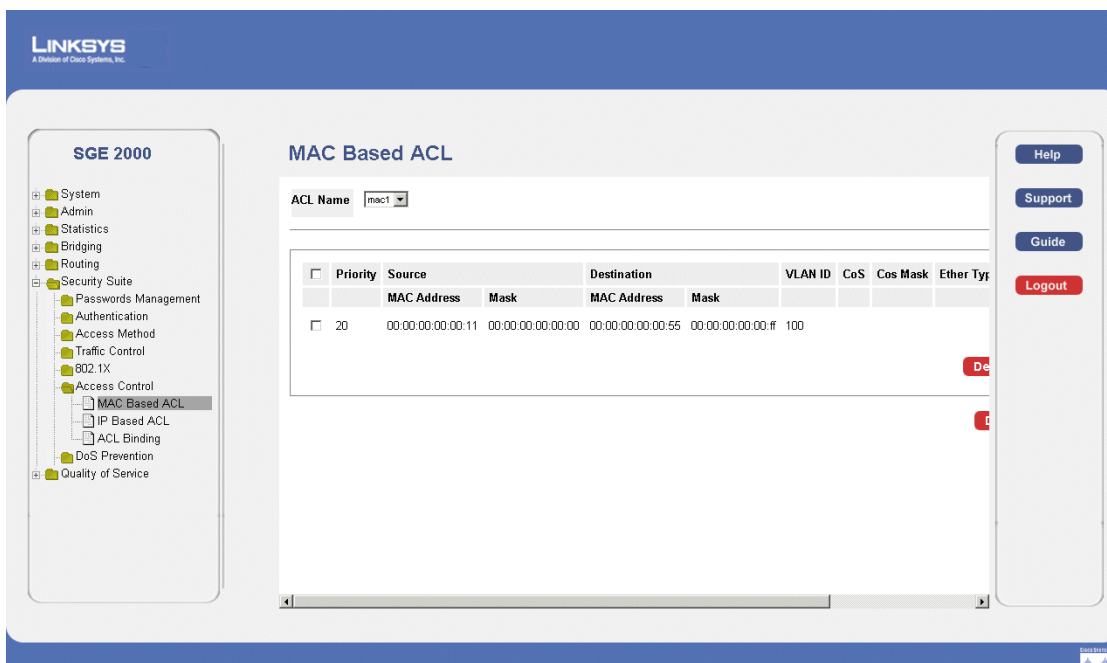 LINKSYS
A Division of Cisco Systems, Inc.
SGE 2000
System
Admin
Statistics
Bridging
Routing
Security Suite
Passwords Management
Authentication
Access Method
Traffic Control
802.1X
Access Control
MAC Based ACL
IP Based ACL
ACL Binding
DoS Prevention
Quality of Service
MAC Based ACL
ACL Name mac1
Priority Source Destination VLAN ID CoS Cos Mask Ether Typ
MAC Address Mask MAC Address Mask
20 00:00:00:00:00:11 00:00:00:00:00:00 00:00:00:00:00:55 00:00:00:00:00:ff 100
De
D
Help
Support
Guide
Logout